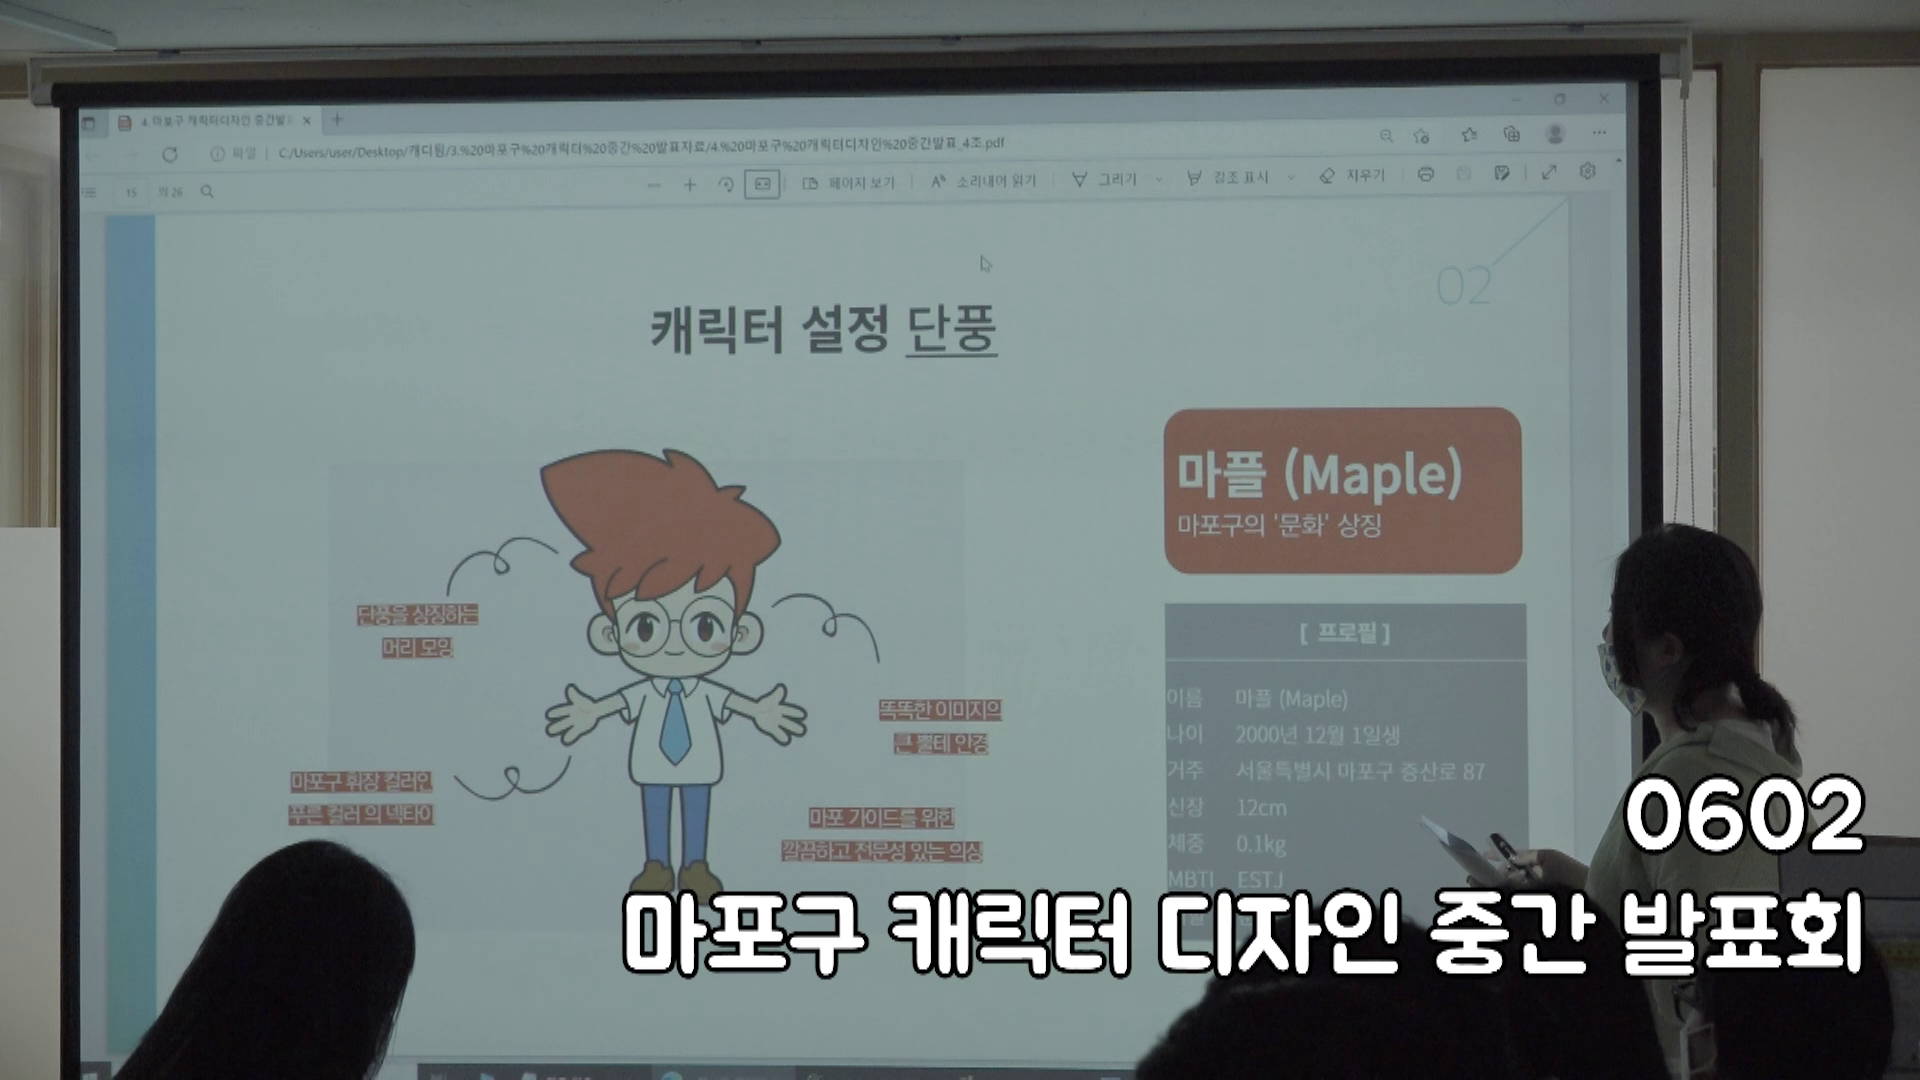 4. 마포구 캐릭터디자인 중간발표
파일 C:/Users/user/Desktop/캐디팀/3.%20마포구%20캐릭터%20중간%20발표자료/4.%20마포구%20캐릭터디자인%20중간발표_4조.pdf
15 의 26 페이지 보기 소리내어 읽기 그리기 강조 표시 지우기
02
캐릭터 설정 단풍
마플 (Maple)
마포구의 '문화' 상징
단풍을 상징하는
머리 모양
똑똑한 이미지의
큰 뿔테 안경
마포구 휘장 컬러인
푸른 컬러 의 넥타이
마포 가이드를 위한
깔끔하고 전문성 있는 의상
[ 프로필 ]
이름 마플 (Maple)
나이 2000년 12월 1일생
거주 서울특별시 마포구 증산로 87
신장 12cm
체중 0.1kg
MBTI ESTJ
0602
마포구 캐릭터 디자인 중간 발표회